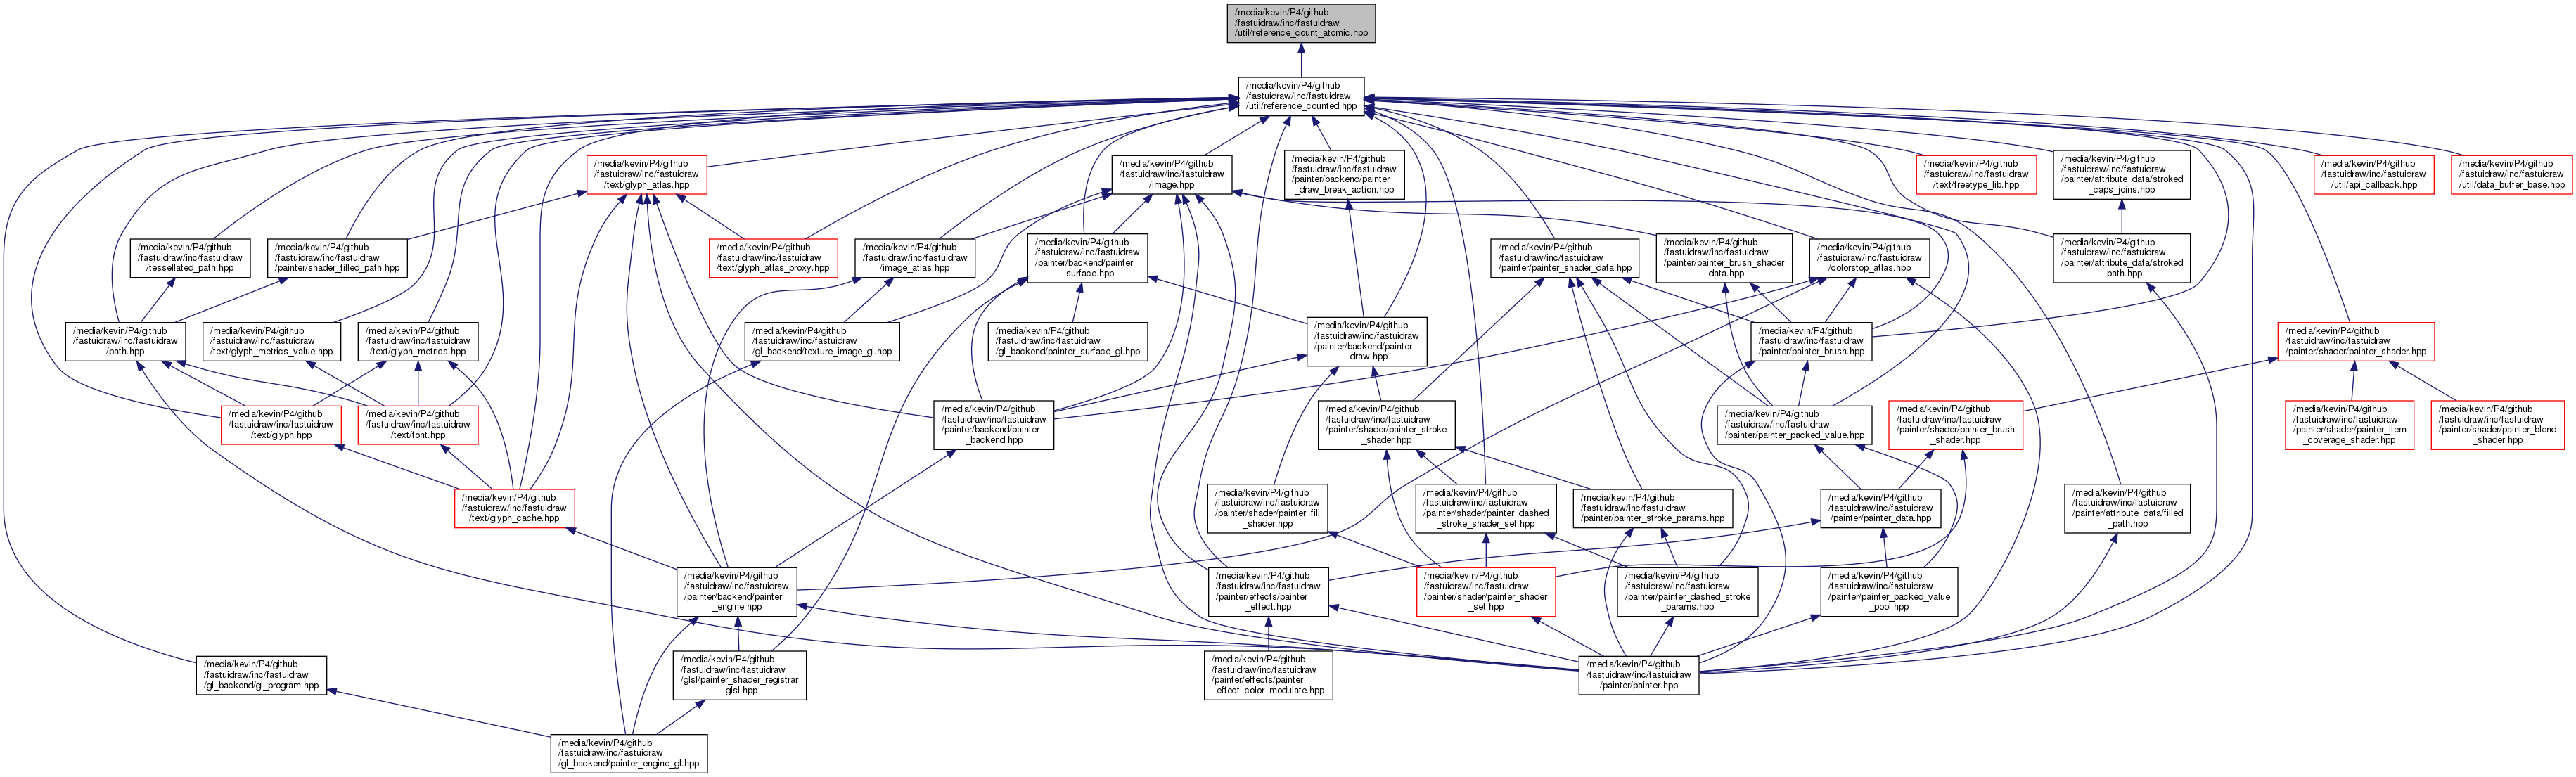 /media/kevin/P4/github
/fastuidraw/inc/fastuidraw
/util/reference_count_atomic.hpp
/media/kevin/P4/github
/fastuidraw/inc/fastuidraw
/util/reference_counted.hpp
/media/kevin/P4/github
/fastuidraw/inc/fastuidraw
/text/glyph_atlas.hpp
/media/kevin/P4/github
/fastuidraw/inc/fastuidraw
/image.hpp
/media/kevin/P4/github
/fastuidraw/inc/fastuidraw
/painter/backend/painter
_draw_break_action.hpp
/media/kevin/P4/github
/fastuidraw/inc/fastuidraw
/text/freetype_lib.hpp
/media/kevin/P4/github
/fastuidraw/inc/fastuidraw
/painter/attribute_data/stroked
_caps_joins.hpp
/media/kevin/P4/github
/fastuidraw/inc/fastuidraw
/util/api_callback.hpp
/media/kevin/P4/github
/fastuidraw/inc/fastuidraw
/util/data_buffer_base.hpp
/media/kevin/P4/github
/fastuidraw/inc/fastuidraw
/tessellated_path.hpp
/media/kevin/P4/github
/fastuidraw/inc/fastuidraw
/painter/shader_filled_path.hpp
/media/kevin/P4/github
/fastuidraw/inc/fastuidraw
/text/glyph_atlas_proxy.hpp
/media/kevin/P4/github
/fastuidraw/inc/fastuidraw
/image_atlas.hpp
/media/kevin/P4/github
/fastuidraw/inc/fastuidraw
/painter/backend/painter
_surface.hpp
/media/kevin/P4/github
/fastuidraw/inc/fastuidraw
/painter/painter_shader_data.hpp
/media/kevin/P4/github
/fastuidraw/inc/fastuidraw
/painter/painter_brush_shader
_data.hpp
/media/kevin/P4/github
/fastuidraw/inc/fastuidraw
/colorstop_atlas.hpp
/media/kevin/P4/github
/fastuidraw/inc/fastuidraw
/painter/attribute_data/stroked
_path.hpp
/media/kevin/P4/github
/fastuidraw/inc/fastuidraw
/path.hpp
/media/kevin/P4/github
/fastuidraw/inc/fastuidraw
/text/glyph_metrics_value.hpp
/media/kevin/P4/github
/fastuidraw/inc/fastuidraw
/text/glyph_metrics.hpp
/media/kevin/P4/github
/fastuidraw/inc/fastuidraw
/gl_backend/texture_image_gl.hpp
/media/kevin/P4/github
/fastuidraw/inc/fastuidraw
/gl_backend/painter_surface_gl.hpp
/media/kevin/P4/github
/fastuidraw/inc/fastuidraw
/painter/backend/painter
_draw.hpp
/media/kevin/P4/github
/fastuidraw/inc/fastuidraw
/painter/painter_brush.hpp
/media/kevin/P4/github
/fastuidraw/inc/fastuidraw
/painter/shader/painter_shader.hpp
/media/kevin/P4/github
/fastuidraw/inc/fastuidraw
/text/glyph.hpp
/media/kevin/P4/github
/fastuidraw/inc/fastuidraw
/text/font.hpp
/media/kevin/P4/github
/fastuidraw/inc/fastuidraw
/painter/backend/painter
_backend.hpp
/media/kevin/P4/github
/fastuidraw/inc/fastuidraw
/painter/shader/painter_stroke
_shader.hpp
/media/kevin/P4/github
/fastuidraw/inc/fastuidraw
/painter/painter_packed_value.hpp
/media/kevin/P4/github
/fastuidraw/inc/fastuidraw
/painter/shader/painter_brush
_shader.hpp
/media/kevin/P4/github
/fastuidraw/inc/fastuidraw
/painter/shader/painter_item
_coverage_shader.hpp
/media/kevin/P4/github
/fastuidraw/inc/fastuidraw
/painter/shader/painter_blend
_shader.hpp
/media/kevin/P4/github
/fastuidraw/inc/fastuidraw
/text/glyph_cache.hpp
/media/kevin/P4/github
/fastuidraw/inc/fastuidraw
/painter/shader/painter_fill
_shader.hpp
/media/kevin/P4/github
/fastuidraw/inc/fastuidraw
/painter/shader/painter_dashed
_stroke_shader_set.hpp
/media/kevin/P4/github
/fastuidraw/inc/fastuidraw
/painter/painter_stroke_params.hpp
/media/kevin/P4/github
/fastuidraw/inc/fastuidraw
/painter/painter_data.hpp
/media/kevin/P4/github
/fastuidraw/inc/fastuidraw
/painter/attribute_data/filled
_path.hpp
/media/kevin/P4/github
/fastuidraw/inc/fastuidraw
/painter/backend/painter
_engine.hpp
/media/kevin/P4/github
/fastuidraw/inc/fastuidraw
/painter/effects/painter
_effect.hpp
/media/kevin/P4/github
/fastuidraw/inc/fastuidraw
/painter/shader/painter_shader
_set.hpp
/media/kevin/P4/github
/fastuidraw/inc/fastuidraw
/painter/painter_dashed_stroke
_params.hpp
/media/kevin/P4/github
/fastuidraw/inc/fastuidraw
/painter/painter_packed_value
_pool.hpp
/media/kevin/P4/github
/fastuidraw/inc/fastuidraw
/gl_backend/gl_program.hpp
/media/kevin/P4/github
/fastuidraw/inc/fastuidraw
/glsl/painter_shader_registrar
_glsl.hpp
/media/kevin/P4/github
/fastuidraw/inc/fastuidraw
/painter/effects/painter
_effect_color_modulate.hpp
/media/kevin/P4/github
/fastuidraw/inc/fastuidraw
/painter/painter.hpp
/media/kevin/P4/github
/fastuidraw/inc/fastuidraw
/gl_backend/painter_engine_gl.hpp